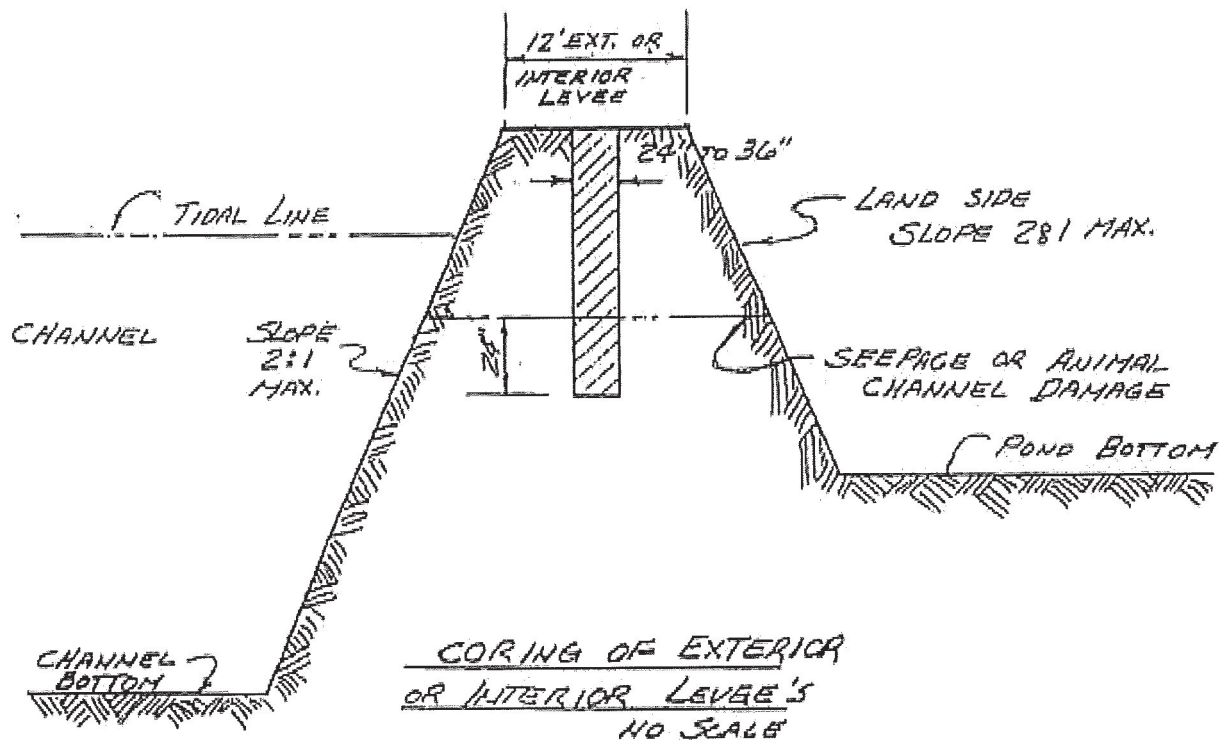 12' EXT. OR
INTERIOR
LEVEE
24" TO 36"
TIDAL LINE
LAND SIDE
SLOPE 2:1 MAX.
CHANNEL
SLOPE
2:1
MAX.
24"
SEEPAGE OR ANIMAL
CHANNEL DAMAGE
POND BOTTOM
CHANNEL
BOTTOM
CORING OF EXTERIOR
OR INTERIOR LEVEE'S
NO SCALE